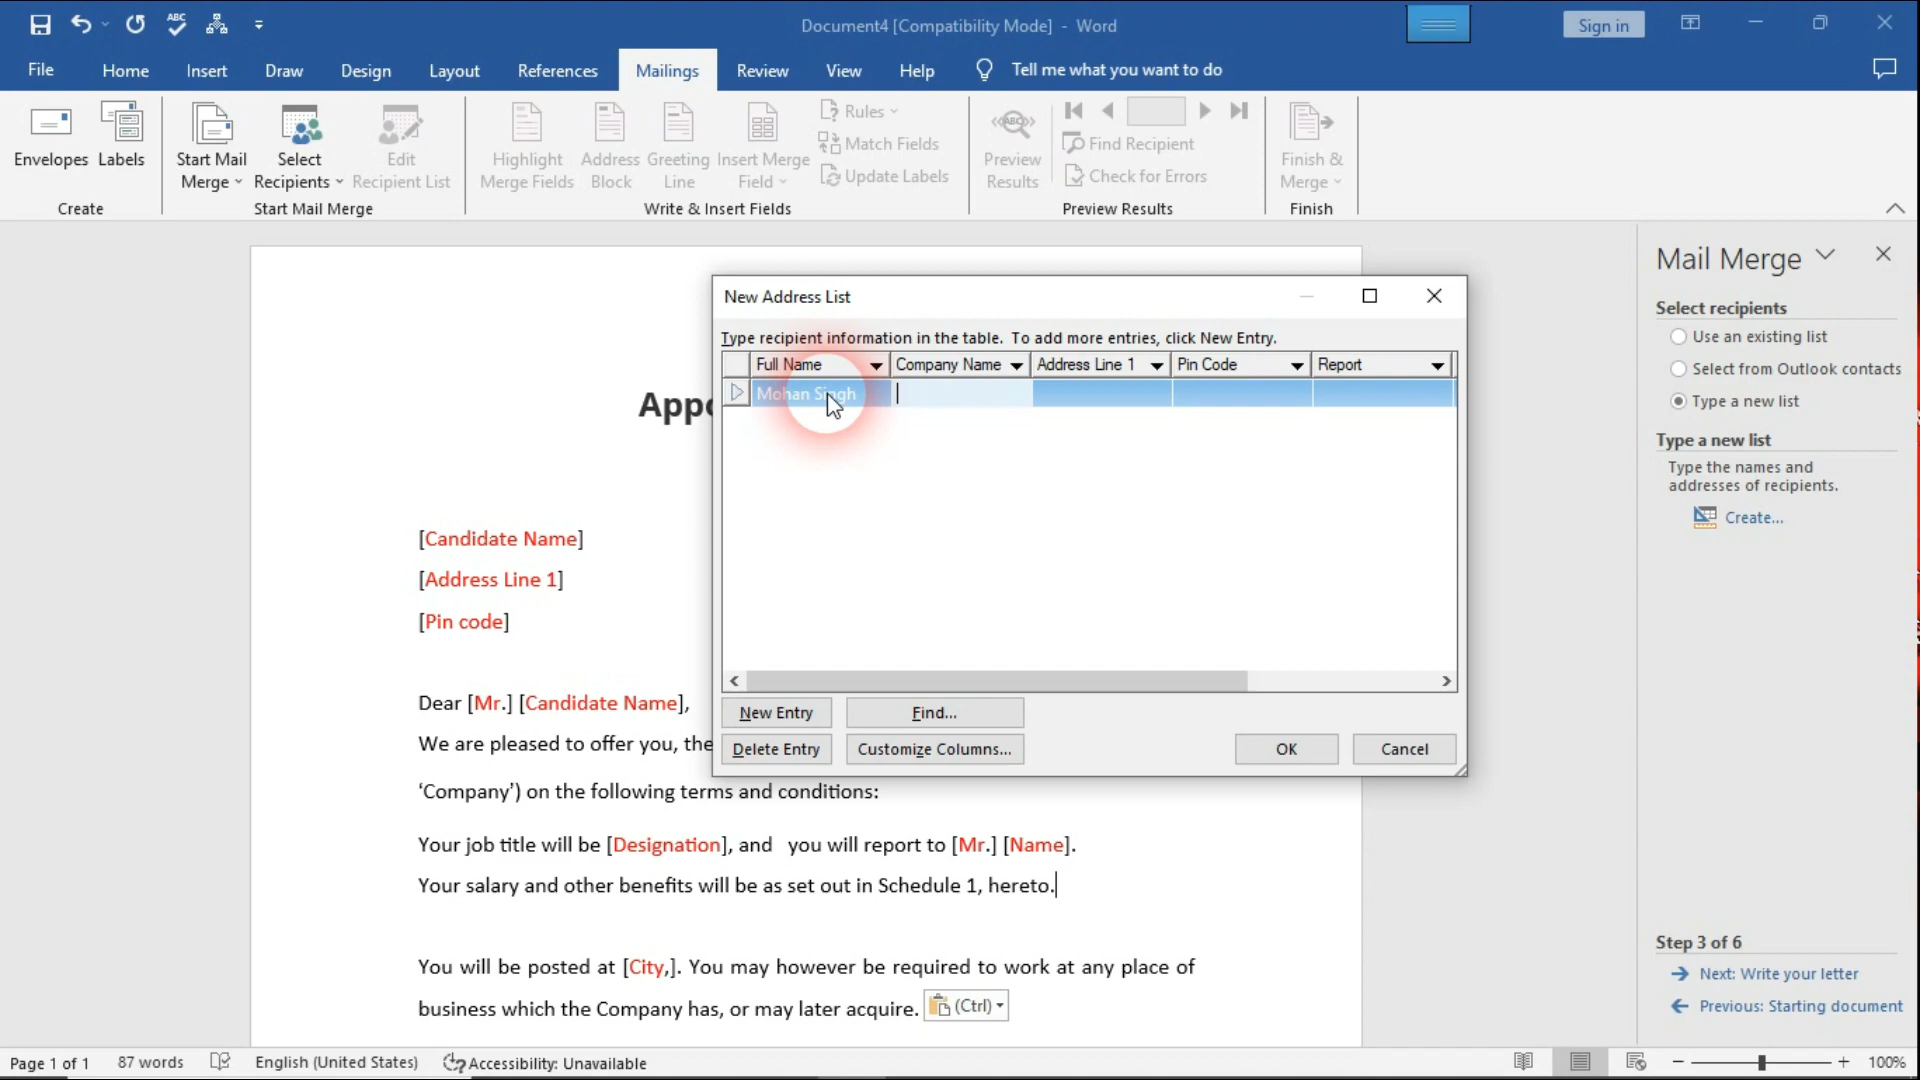 Document4 [Compatibility Mode] - Word
Sign in
File Home Insert Draw Design Layout References Mailings Review View Help Tell me what you want to do
Envelopes Labels
Create
Start Mail Merge
Select Recipients
Edit Recipient List
Start Mail Merge
Highlight Merge Fields
Address Block
Greeting Line
Insert Merge Field
Rules
Match Fields
Update Labels
Write & Insert Fields
ABC
Preview Results
Find Recipient
Check for Errors
Preview Results
Finish & Merge
Finish
Appo
[Candidate Name]
[Address Line 1]
[Pin code]
Dear [Mr.] [Candidate Name],
We are pleased to offer you, the
‘Company’) on the following terms and conditions:
Your job title will be [Designation], and you will report to [Mr.] [Name].
Your salary and other benefits will be as set out in Schedule 1, hereto.
You will be posted at [City,]. You may however be required to work at any place of
business which the Company has, or may later acquire.
(Ctrl)
New Address List
Type recipient information in the table. To add more entries, click New Entry.
Full Name Company Name Address Line 1 Pin Code Report
Mohan Singh
New Entry Find...
Delete Entry Customize Columns... OK Cancel
Mail Merge
Select recipients
Use an existing list
Select from Outlook contacts
Type a new list
Type a new list
Type the names and
addresses of recipients.
Create...
Step 3 of 6
Next: Write your letter
Previous: Starting document
Page 1 of 1 87 words English (United States) Accessibility: Unavailable 100%